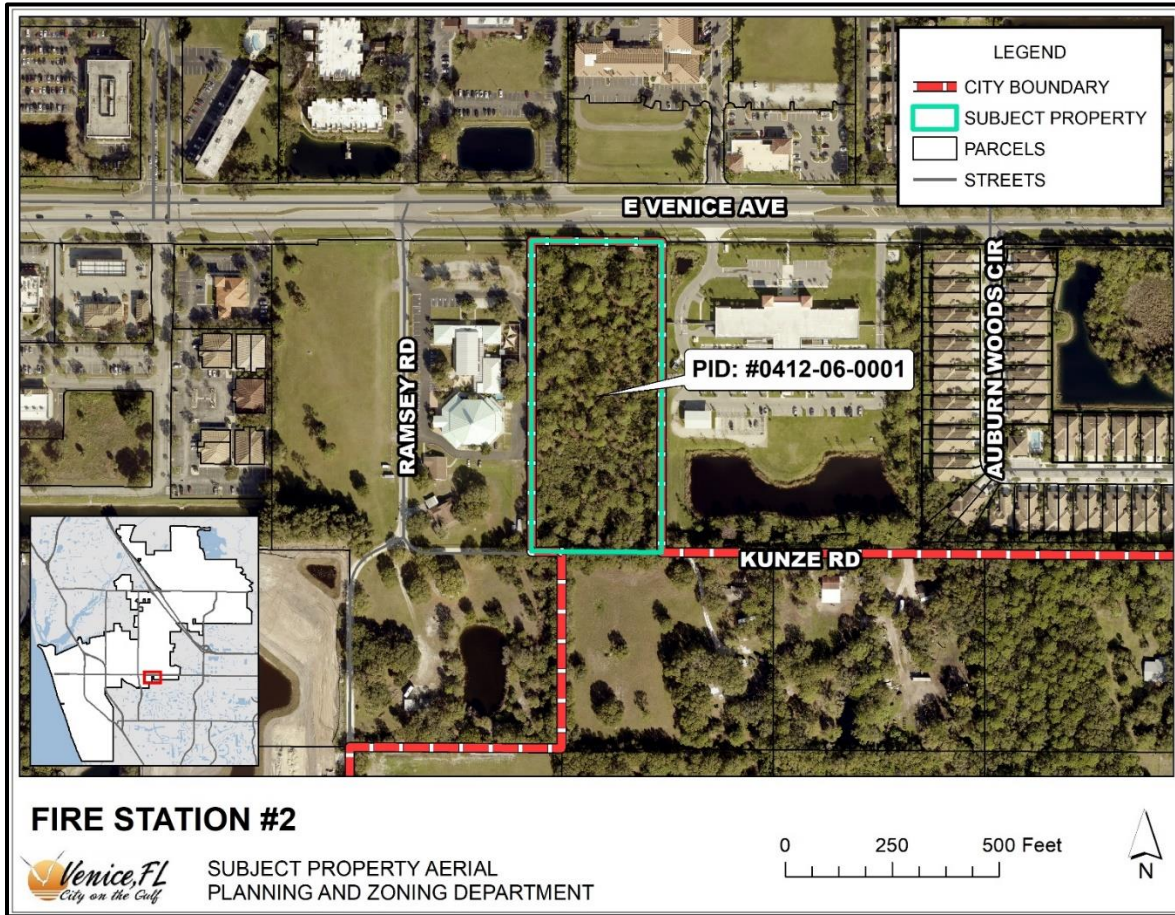 LEGEND
CITY BOUNDARY
SUBJECT PROPERTY
PARCELS
STREETS
E VENICE AVE
RAMSEY RD
AUBURN WOODS CIR
PID: #0412-06-0001
KUNZE RD
FIRE STATION #2
Venice, FL
City on the Gulf
SUBJECT PROPERTY AERIAL
PLANNING AND ZONING DEPARTMENT
0 250 500 Feet
N